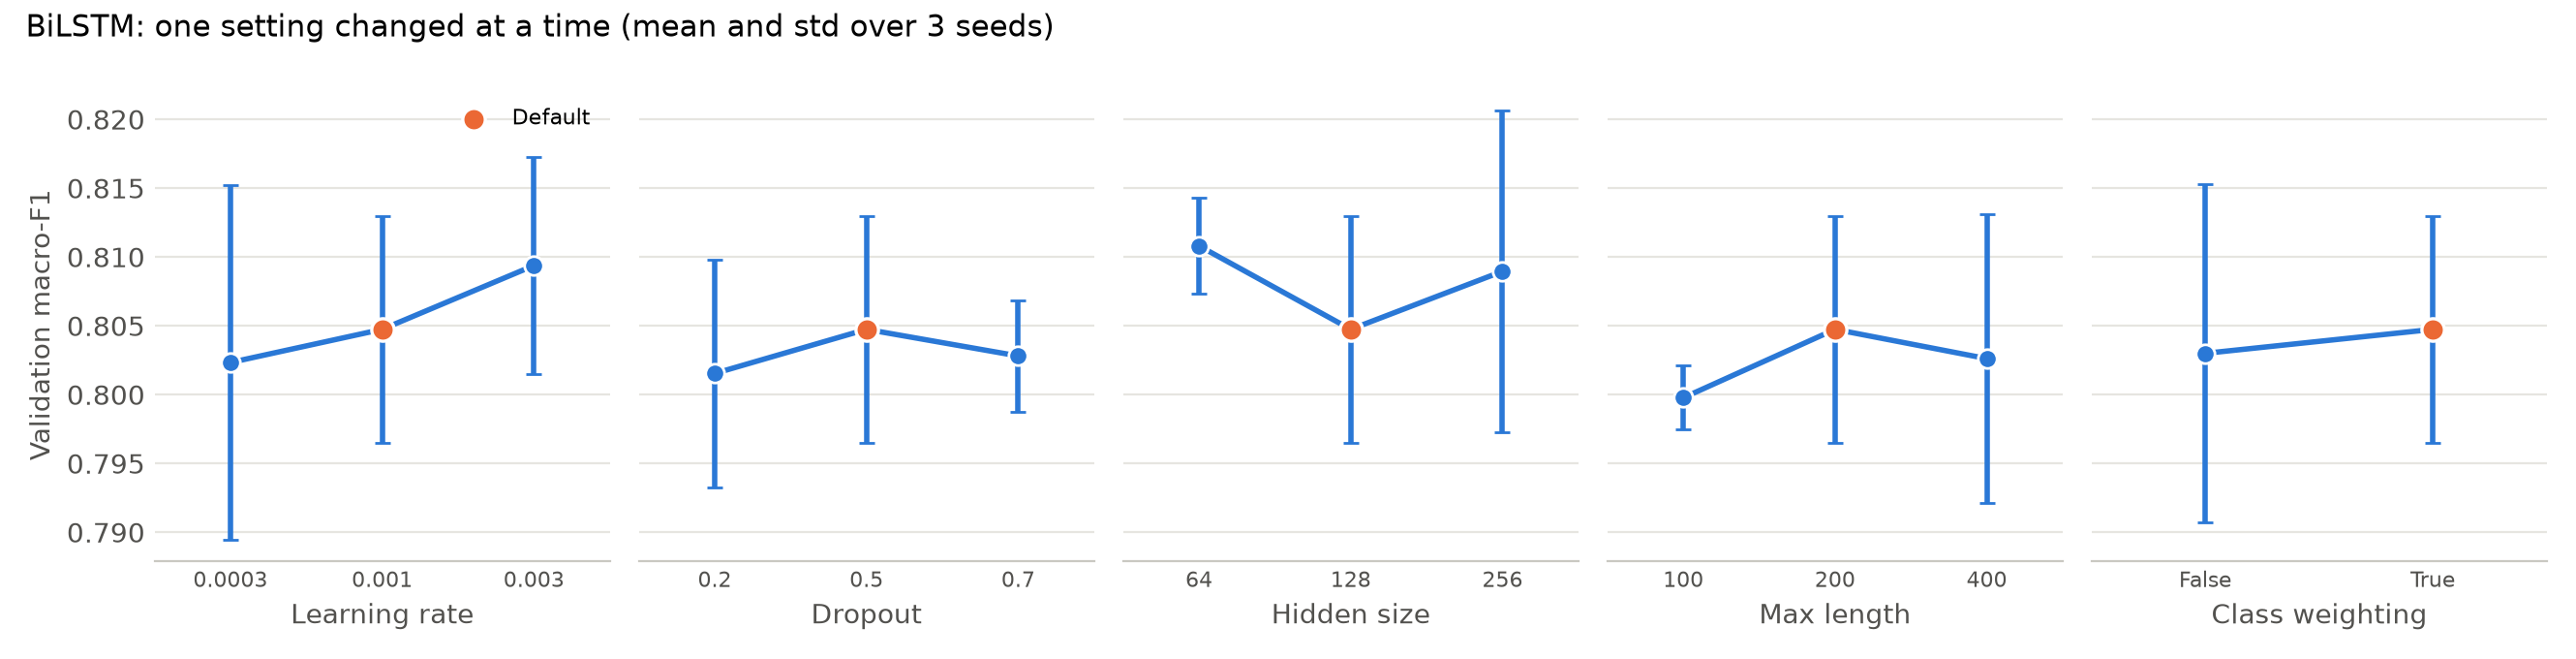 BiLSTM: one setting changed at a time (mean and std over 3 seeds)
Default
Validation macro-F1
0.820
0.815
0.810
0.805
0.800
0.795
0.790
0.0003 0.001 0.003
Learning rate
0.2 0.5 0.7
Dropout
64 128 256
Hidden size
100 200 400
Max length
False True
Class weighting